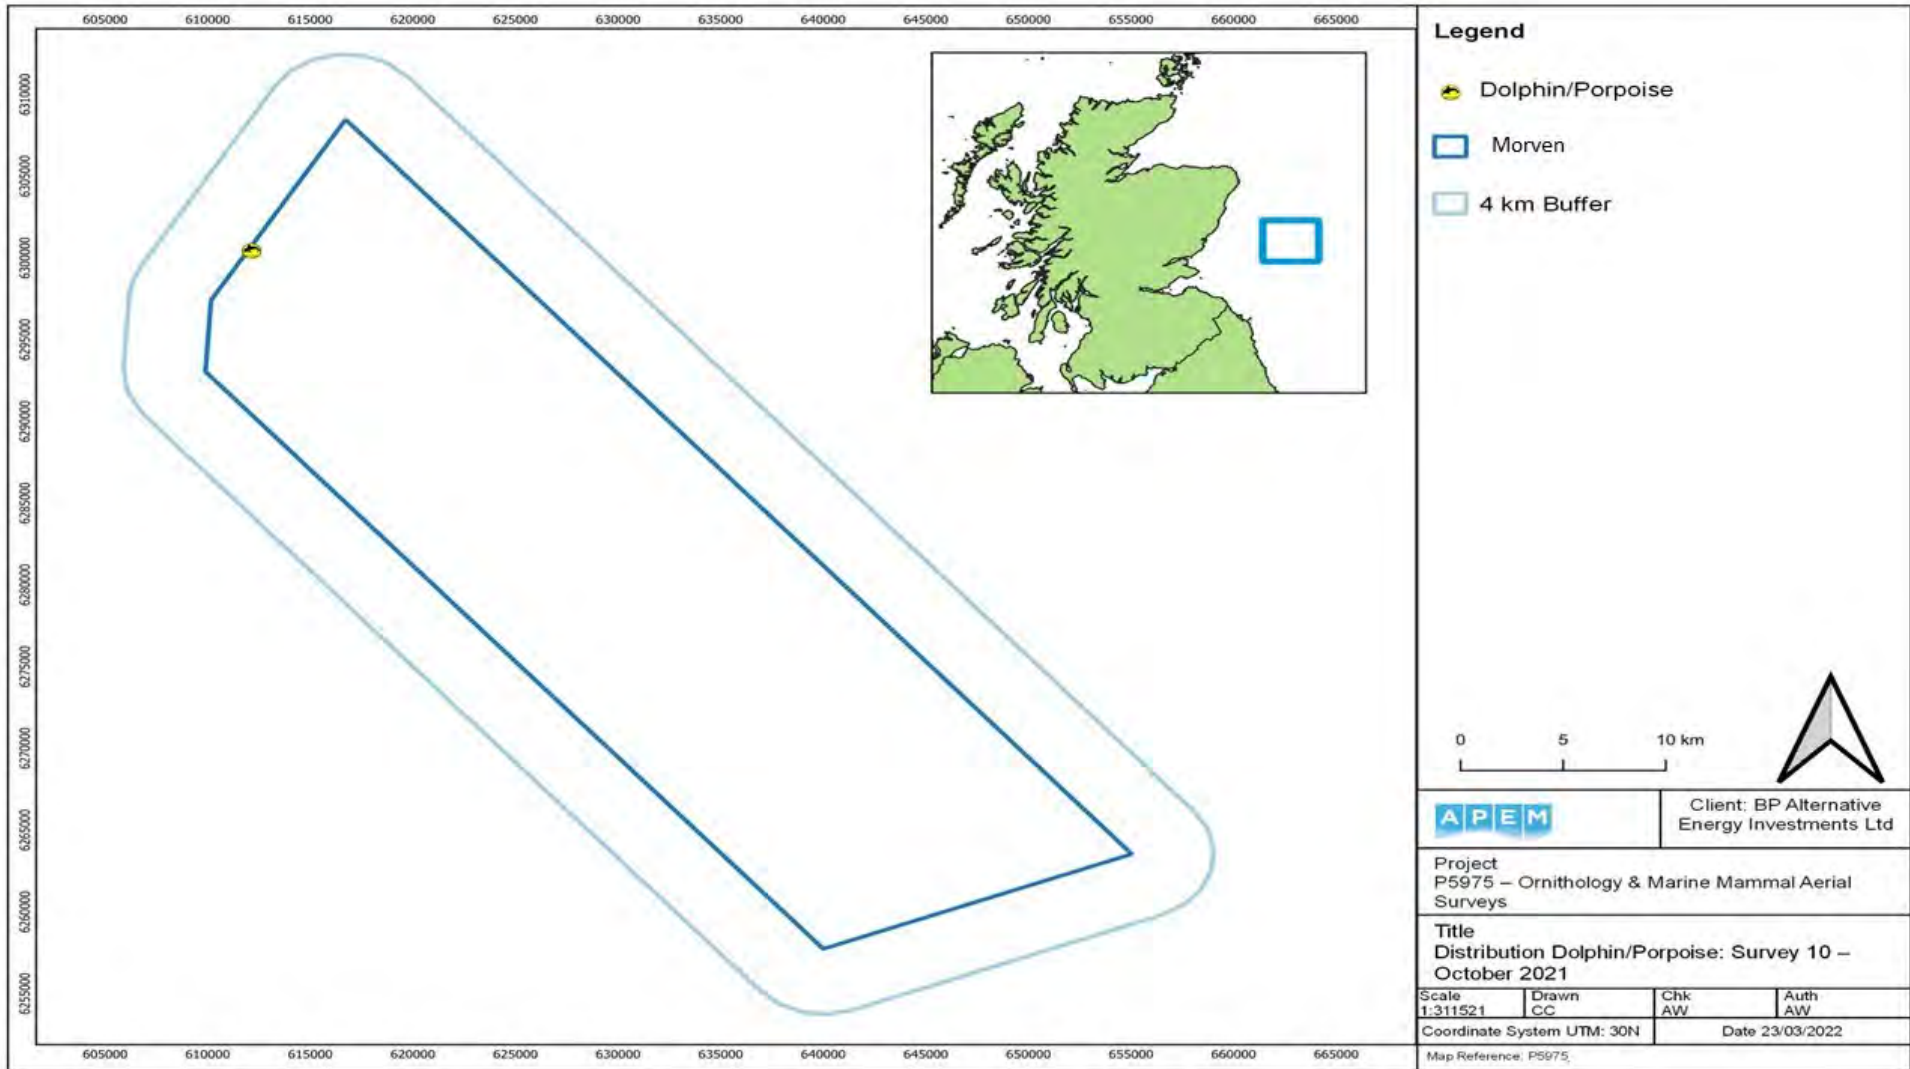 605000 610000 615000 620000 625000 630000 635000 640000 645000 650000 655000 660000 665000
6310000
6305000
6300000
6295000
6290000
6285000
6280000
6275000
6270000
6265000
6260000
6255000
605000 610000 615000 620000 625000 630000 635000 640000 645000 650000 655000 660000 665000
Legend
Dolphin/Porpoise
Morven
4 km Buffer
0 5 10 km
APEM
Client: BP Alternative
Energy Investments Ltd
Project
P5975 – Ornithology & Marine Mammal Aerial
Surveys
Title
Distribution Dolphin/Porpoise: Survey 10 –
October 2021
Scale Drawn Chk Auth
1:311521 CC AW AW
Coordinate System UTM: 30N Date 23/03/2022
Map Reference: P5975